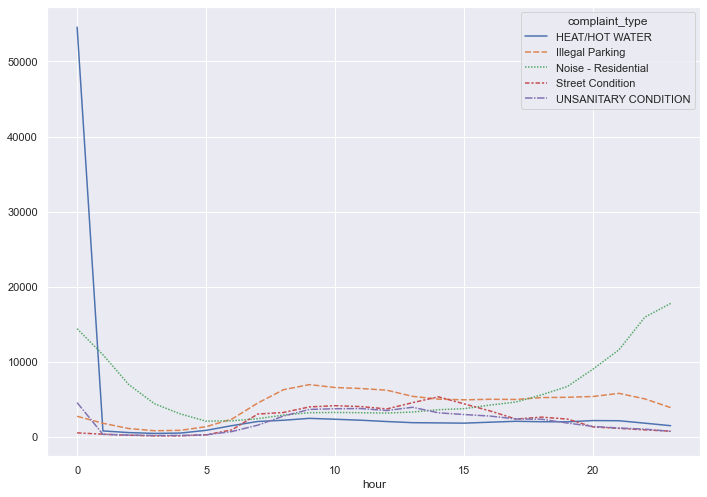 complaint_type
HEAT/HOT WATER
Illegal Parking
Noise - Residential
Street Condition
UNSANITARY CONDITION
50000
40000
30000
20000
10000
0
0 5 10 15 20
hour